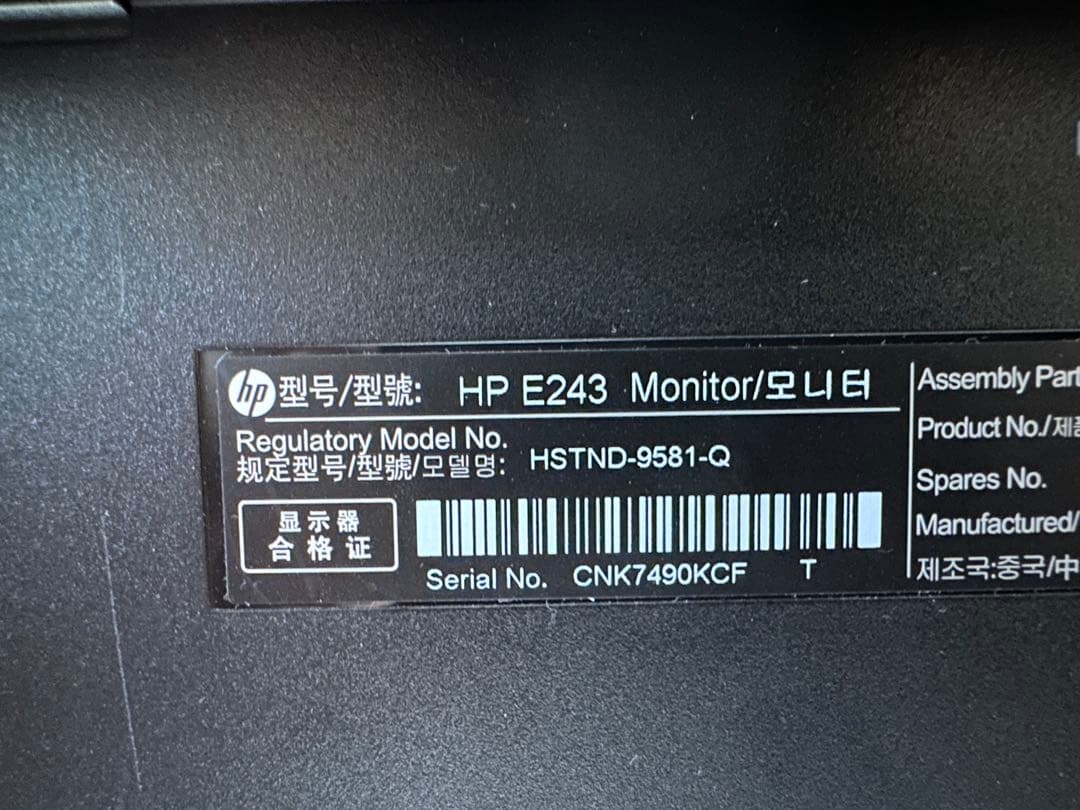 hp 型号/型號: HP E243 Monitor/모니터
Regulatory Model No.
规定型号/型號/모델명: HSTND-9581-Q
显示器
合格证
Serial No. CNK7490KCF T
Assembly Part
Product No./제품
Spares No.
Manufactured/
제조국:중국/中